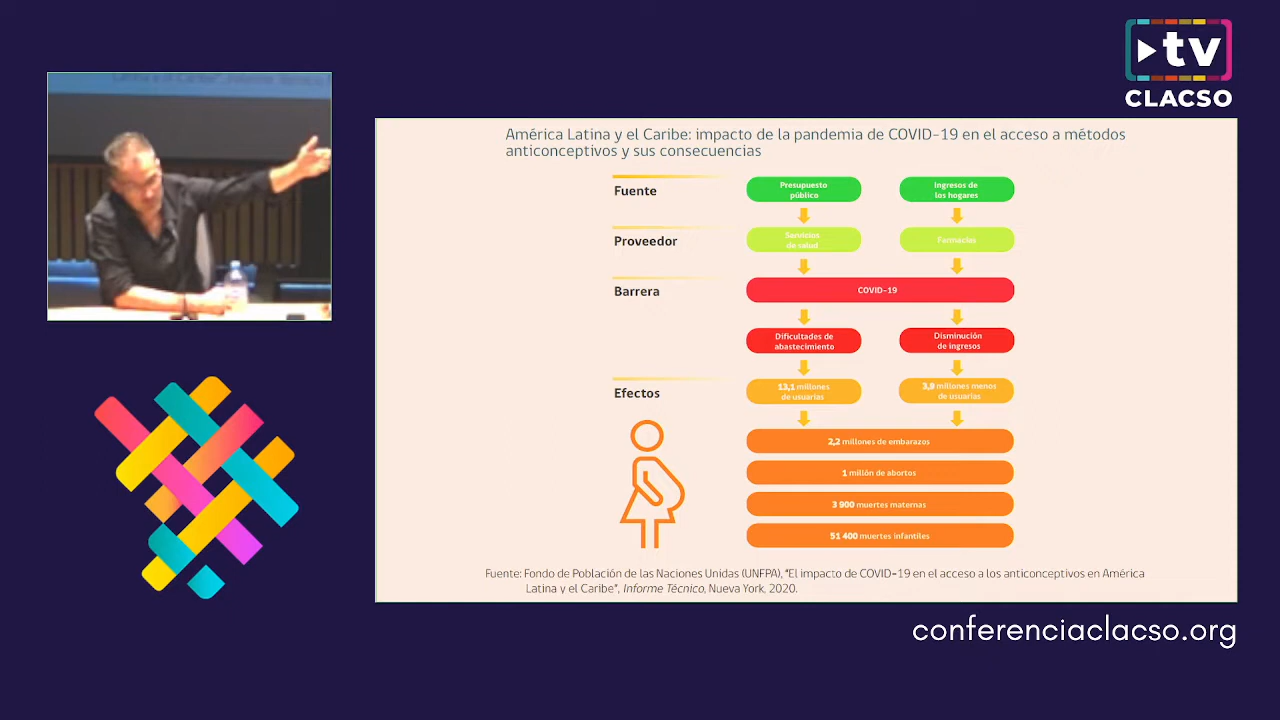 tv
CLACSO
América Latina y el Caribe: impacto de la pandemia de COVID-19 en el acceso a métodos
anticonceptivos y sus consecuencias
Fuente
Presupuesto
público
Ingresos de
los hogares
Proveedor
Servicios
de salud
Farmacias
Barrera
COVID-19
Dificultades de
abastecimiento
Disminución
de ingresos
Efectos
13,1 millones
de usuarias
3,9 millones menos
de usuarias
2,2 millones de embarazos
1 millón de abortos
3 900 muertes maternas
51 400 muertes infantiles
Fuente: Fondo de Población de las Naciones Unidas (UNFPA), "El impacto de COVID-19 en el acceso a los anticonceptivos en América
Latina y el Caribe", Informe Técnico, Nueva York, 2020.
conferenciaclacso.org